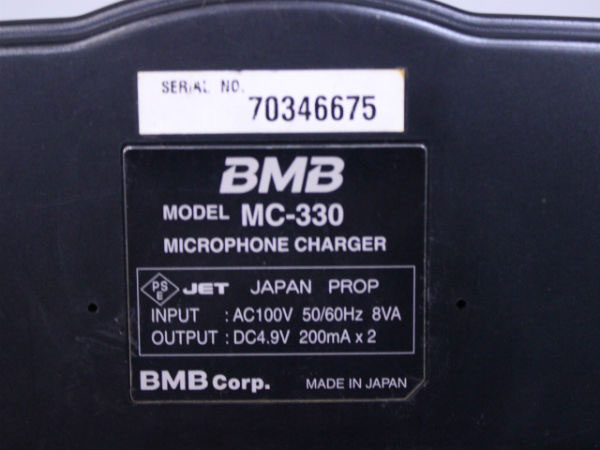 SERIAL NO.
70346675
BMB
MODEL MC-330
MICROPHONE CHARGER
PS
E
JET JAPAN PROP
INPUT : AC100V 50/60Hz 8VA
OUTPUT : DC4.9V 200mA x 2
BMB Corp. MADE IN JAPAN